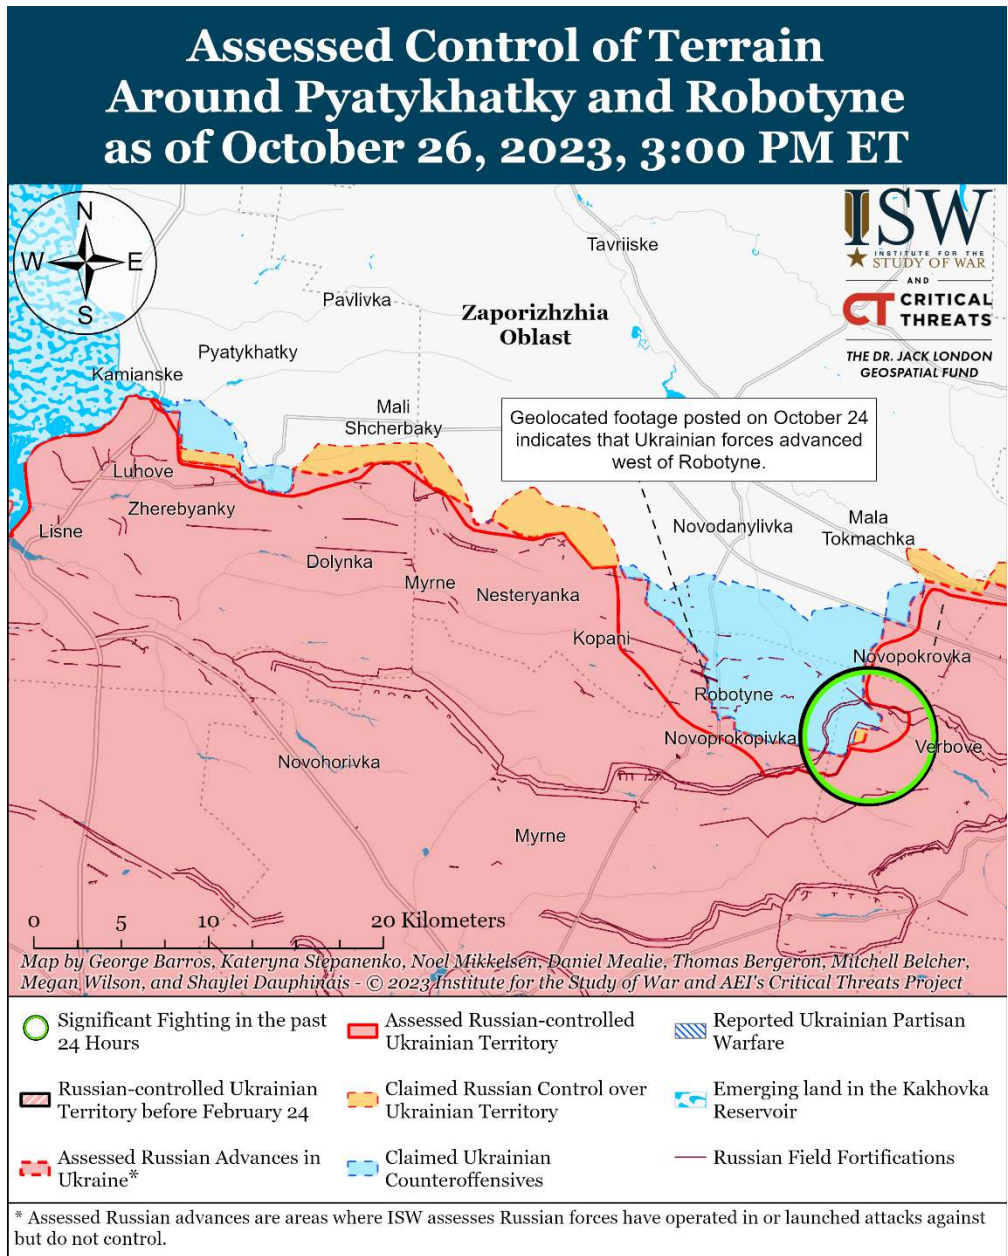 Assessed Control of Terrain
Around Pyatykhatky and Robotyne
as of October 26, 2023, 3:00 PM ET
N
W
E
S
ISW
INSTITUTE FOR THE
STUDY OF WAR
AND
CT CRITICAL
THREATS
THE DR. JACK LONDON
GEOSPATIAL FUND
Tavriiske
Pavlivka
Zaporizhzhia
Oblast
Pyatykhatky
Kamianske
Mali
Shcherbaky
Geolocated footage posted on October 24
indicates that Ukrainian forces advanced
west of Robotyne.
Luhove
Zherebyanky
Lisne
Novodanylivka
Mala
Tokmachka
Dolynka
Myrne
Nesteryanka
Kopani
Novopokrovka
Robotyne
Novoprokopivka
Verbove
Novohorivka
Myrne
0 5 10 20 Kilometers
Map by George Barros, Kateryna Stepanenko, Noel Mikkelsen, Daniel Mealie, Thomas Bergeron, Mitchell Belcher,
Megan Wilson, and Shaylei Dauphinais - © 2023 Institute for the Study of War and AEI's Critical Threats Project
Significant Fighting in the past
24 Hours
Assessed Russian-controlled
Ukrainian Territory
Reported Ukrainian Partisan
Warfare
Russian-controlled Ukrainian
Territory before February 24
Claimed Russian Control over
Ukrainian Territory
Emerging land in the Kakhovka
Reservoir
Assessed Russian Advances in
Ukraine*
Claimed Ukrainian
Counteroffensives
Russian Field Fortifications
* Assessed Russian advances are areas where ISW assesses Russian forces have operated in or launched attacks against
but do not control.